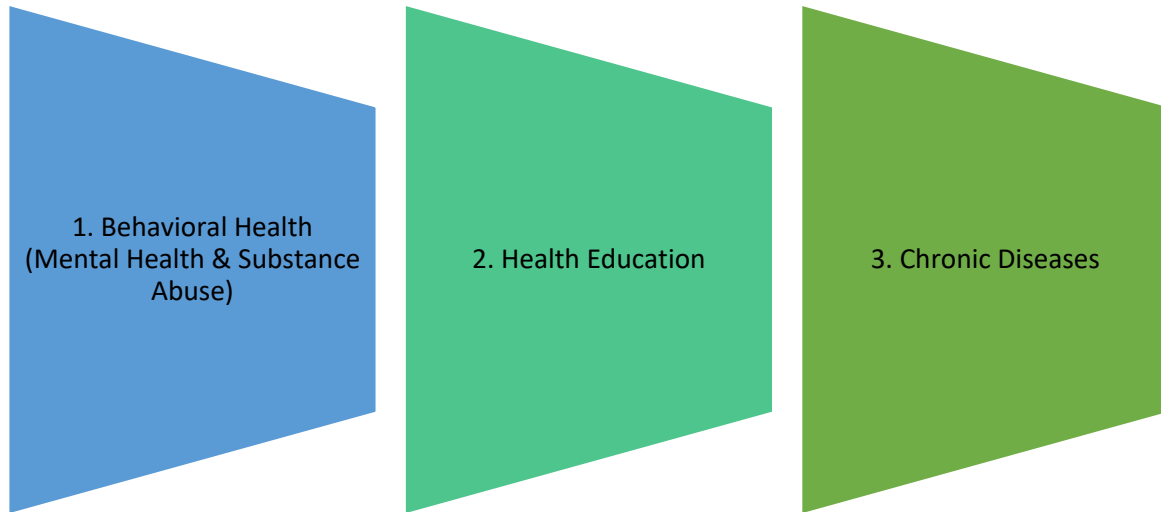 1. Behavioral Health
(Mental Health & Substance
Abuse)
2. Health Education
3. Chronic Diseases